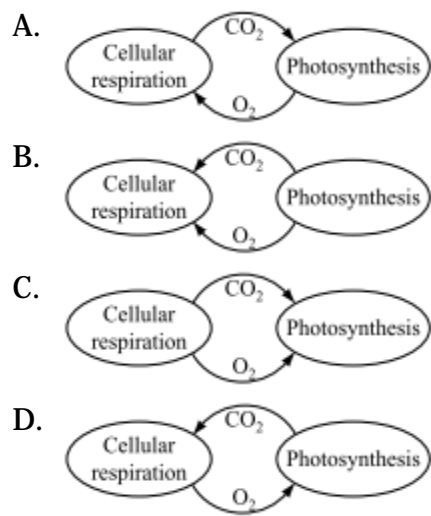 A.
CO₂
Cellular
respiration
Photosynthesis
O₂
B.
CO₂
Cellular
respiration
Photosynthesis
O₂
C.
CO₂
Cellular
respiration
Photosynthesis
O₂
D.
CO₂
Cellular
respiration
Photosynthesis
O₂